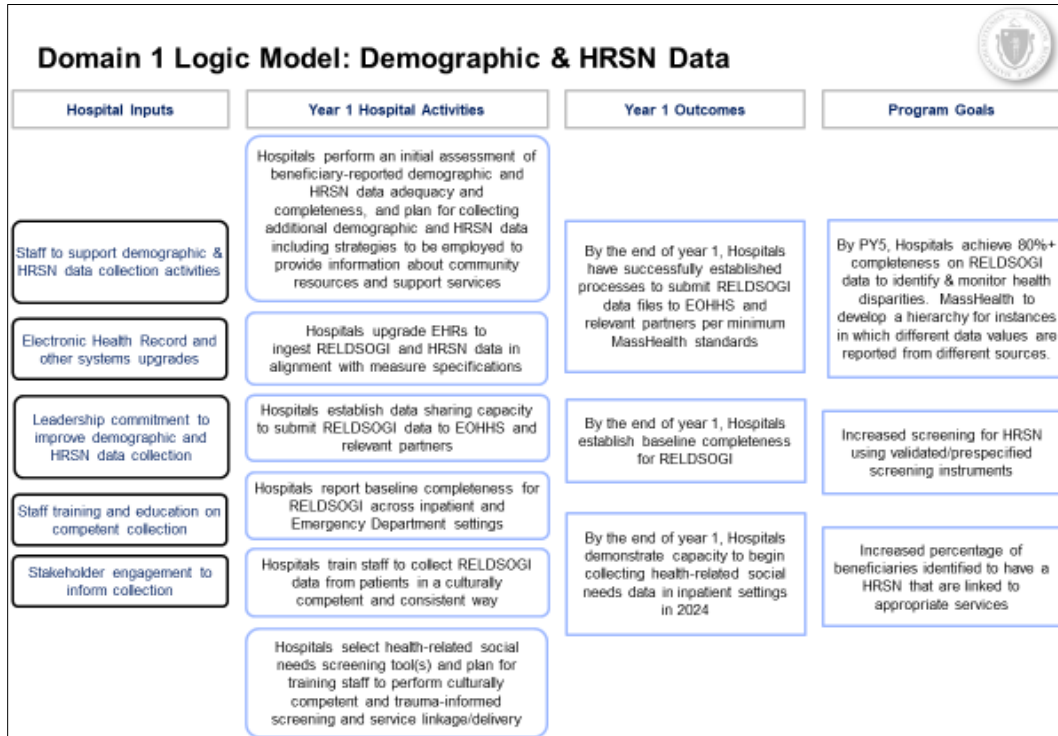 Domain 1 Logic Model: Demographic & HRSN Data
Hospital Inputs
Staff to support demographic &
HRSN data collection activities
Electronic Health Record and
other systems upgrades
Leadership commitment to
improve demographic and
HRSN data collection
Staff training and education on
competent collection
Stakeholder engagement to
inform collection
Year 1 Hospital Activities
Hospitals perform an initial assessment of
beneficiary-reported demographic and
HRSN data adequacy and
completeness, and plan for collecting
additional demographic and HRSN data
including strategies to be employed to
provide information about community
resources and support services
Hospitals upgrade EHRs to
ingest RELDSOGI and HRSN data in
alignment with measure specifications
Hospitals establish data sharing capacity
to submit RELDSOGI data to EOHHS and
relevant partners
Hospitals report baseline completeness for
RELDSOGI across inpatient and
Emergency Department settings
Hospitals train staff to collect RELDSOGI
data from patients in a culturally
competent and consistent way
Hospitals select health-related social
needs screening tool(s) and plan for
training staff to perform culturally
competent and trauma-informed
screening and service linkage/delivery
Year 1 Outcomes
By the end of year 1, Hospitals
have successfully established
processes to submit RELDSOGI
data files to EOHHS and
relevant partners per minimum
MassHealth standards
By the end of year 1, Hospitals
establish baseline completeness
for RELDSOGI
By the end of year 1, Hospitals
demonstrate capacity to begin
collecting health-related social
needs data in inpatient settings
in 2024
Program Goals
By PY5, Hospitals achieve 80%+
completeness on RELDSOGI
data to identify & monitor health
disparities. MassHealth to
develop a hierarchy for instances
in which different data values are
reported from different sources.
Increased screening for HRSN
using validated/prespecified
screening instruments
Increased percentage of
beneficiaries identified to have a
HRSN that are linked to
appropriate services